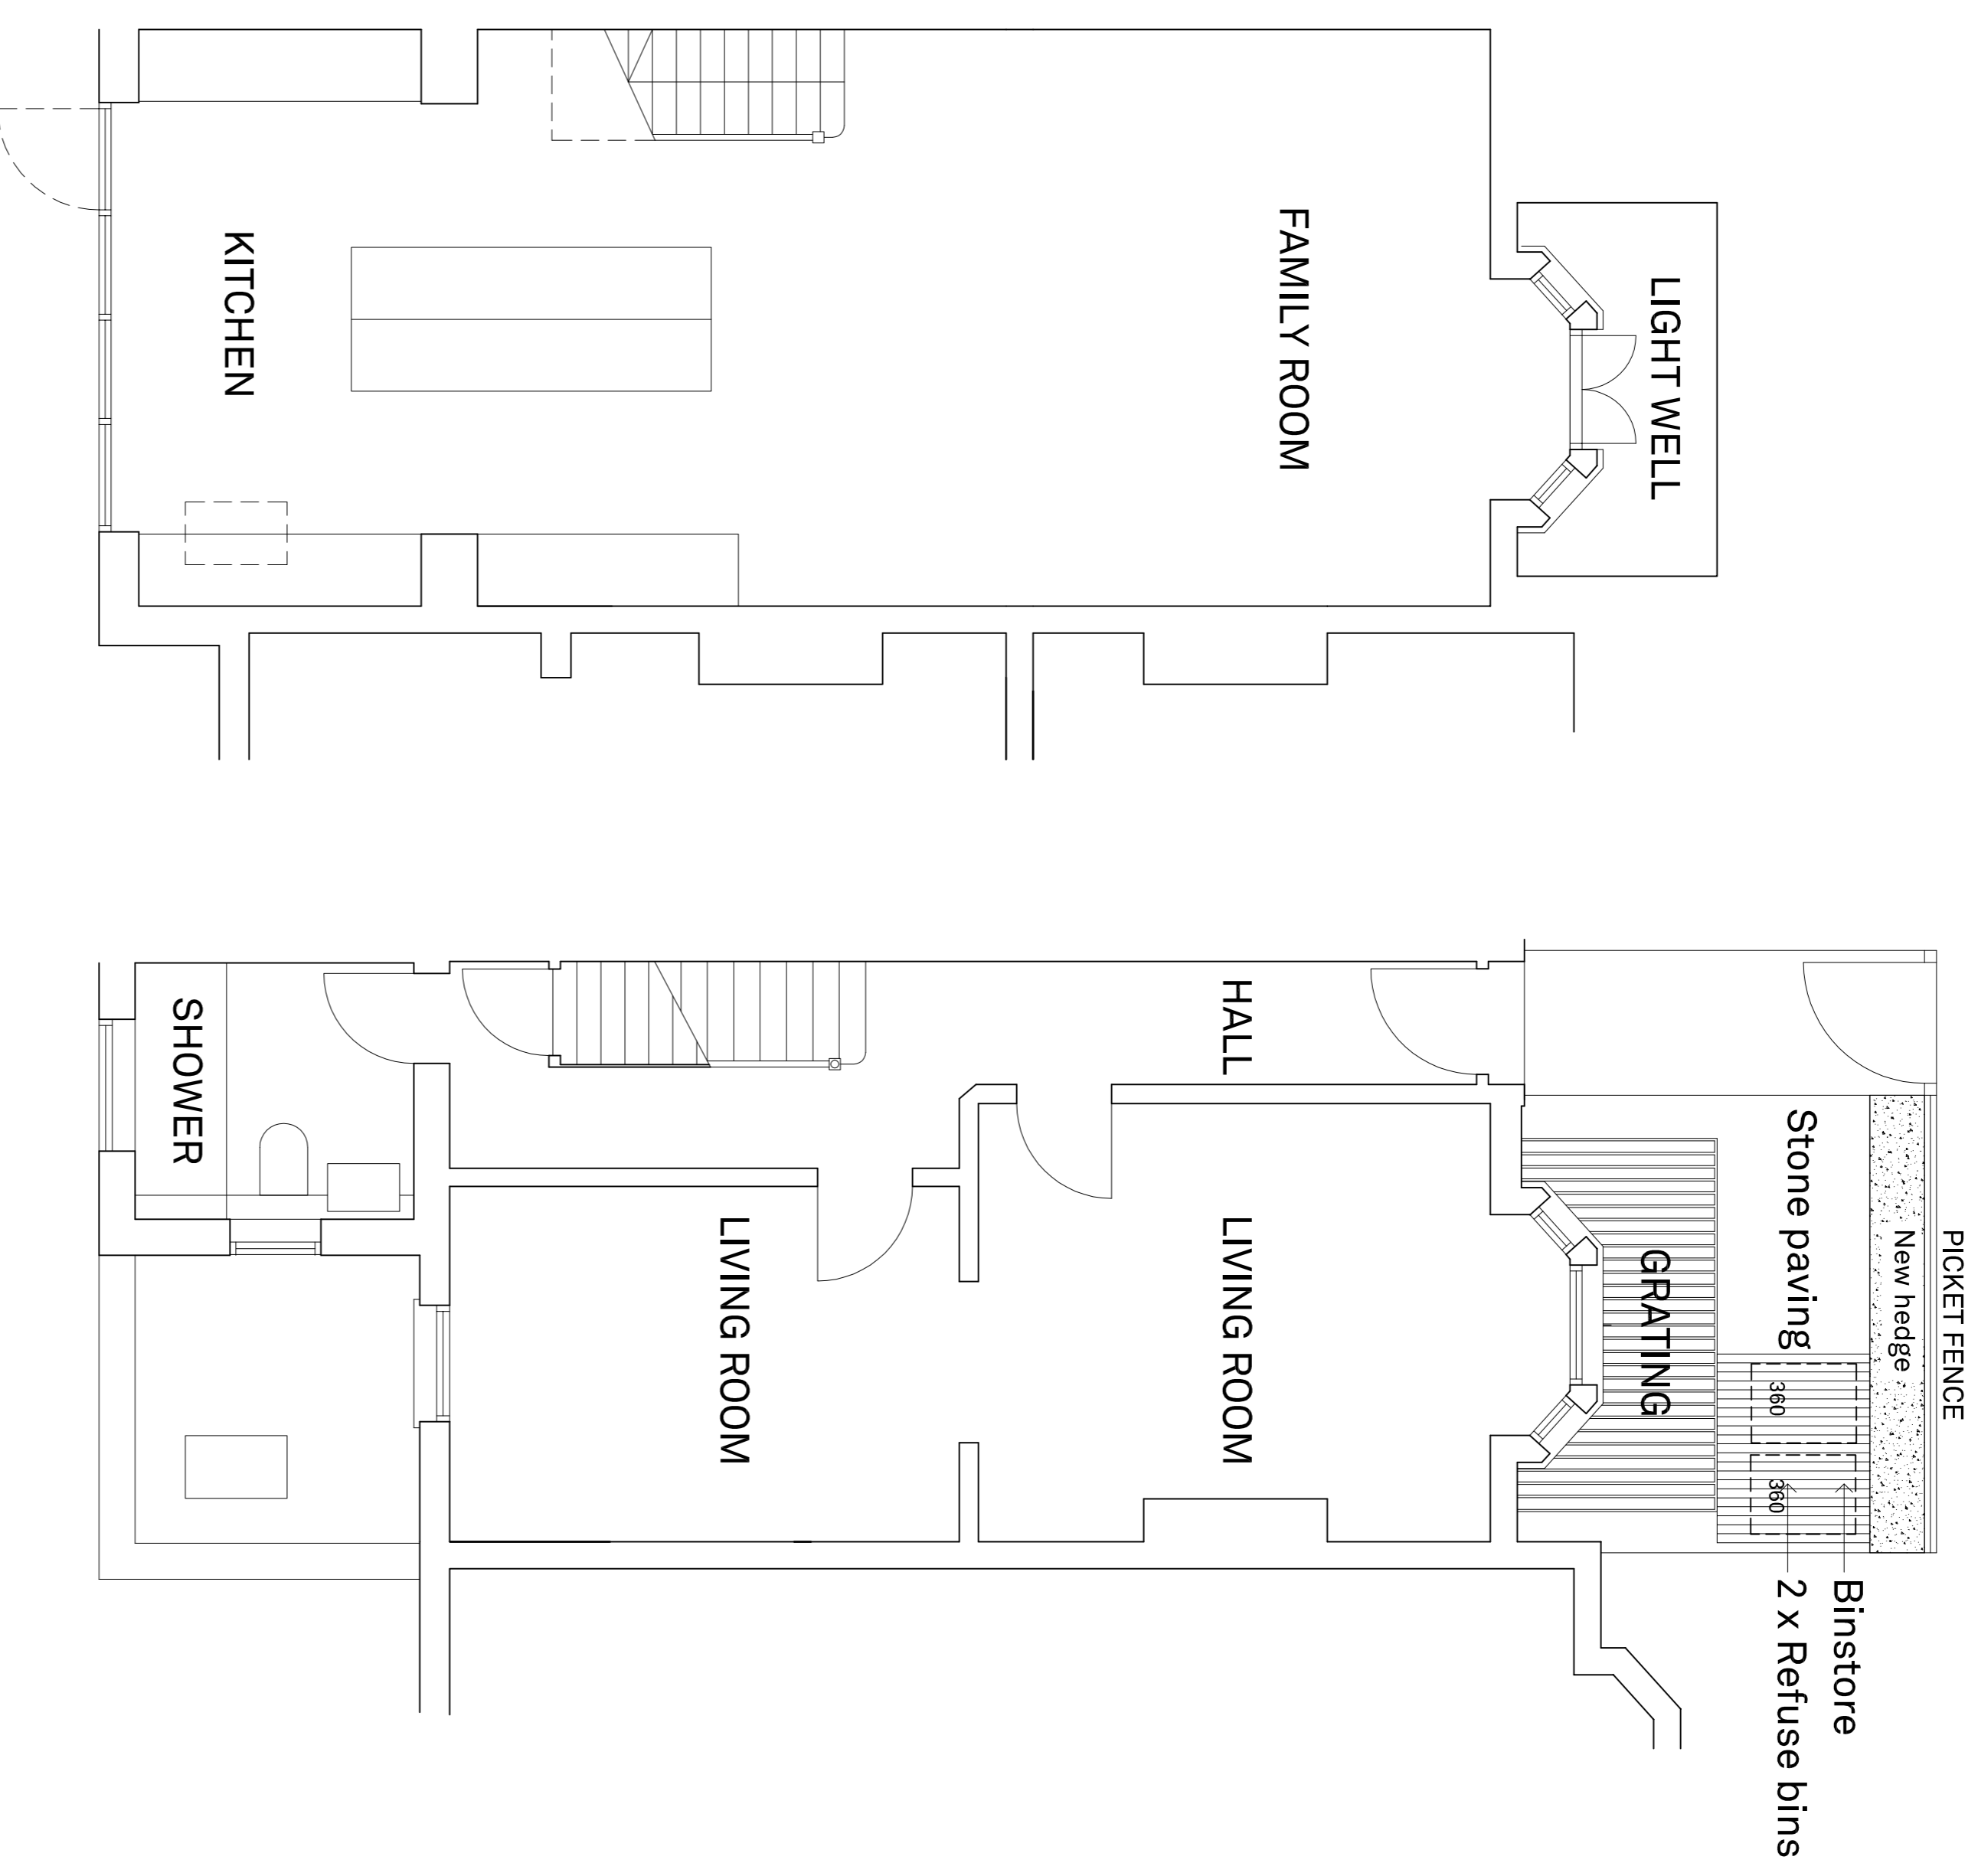 KITCHEN
FAMILY ROOM
LIGHT WELL
SHOWER
LIVING ROOM
HALL
LIVING ROOM
GRATING
Stone paving
New hedge
PICKET FENCE
360
360
Binstore
2 x Refuse bins